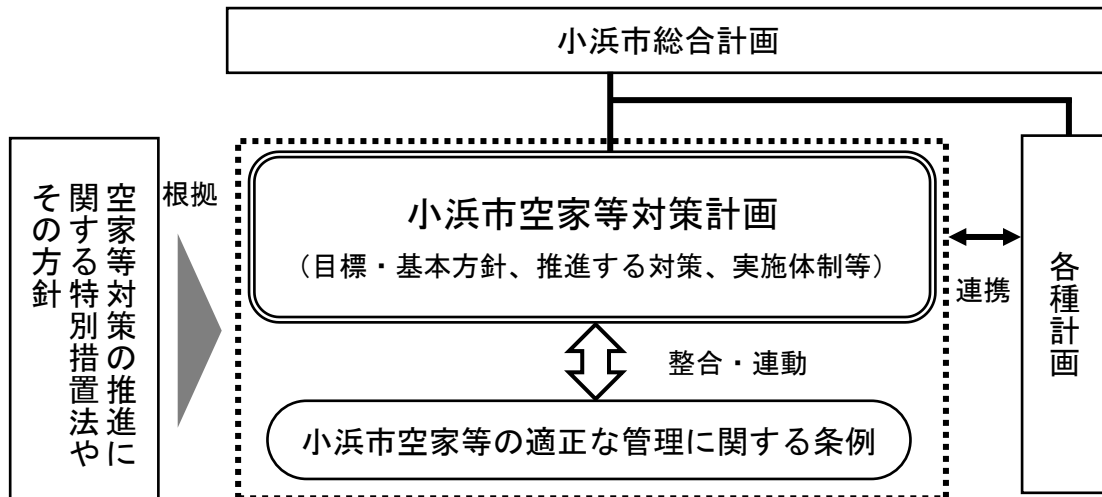 小浜市総合計画
空家等対策の推進に
関する特別措置法や
その方針
根拠
小浜市空家等対策計画
（目標・基本方針、推進する対策、実施体制等）
整合・連動
小浜市空家等の適正な管理に関する条例
連携
各種計画